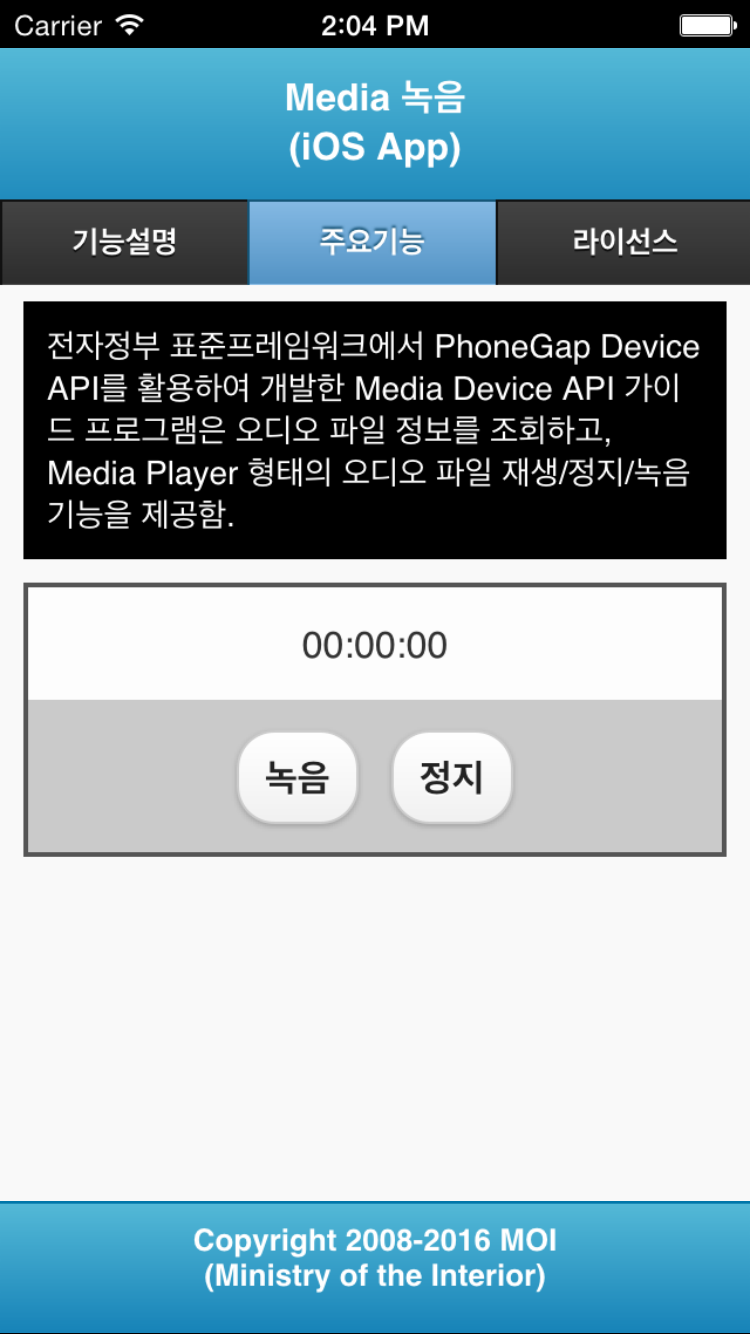 Carrier 2:04 PM
Media 녹음
(iOS App)
기능설명 주요기능 라이선스
전자정부 표준프레임워크에서 PhoneGap Device
API를 활용하여 개발한 Media Device API 가이
드 프로그램은 오디오 파일 정보를 조회하고,
Media Player 형태의 오디오 파일 재생/정지/녹음
기능을 제공함.
00:00:00
녹음 정지
Copyright 2008-2016 MOI
(Ministry of the Interior)